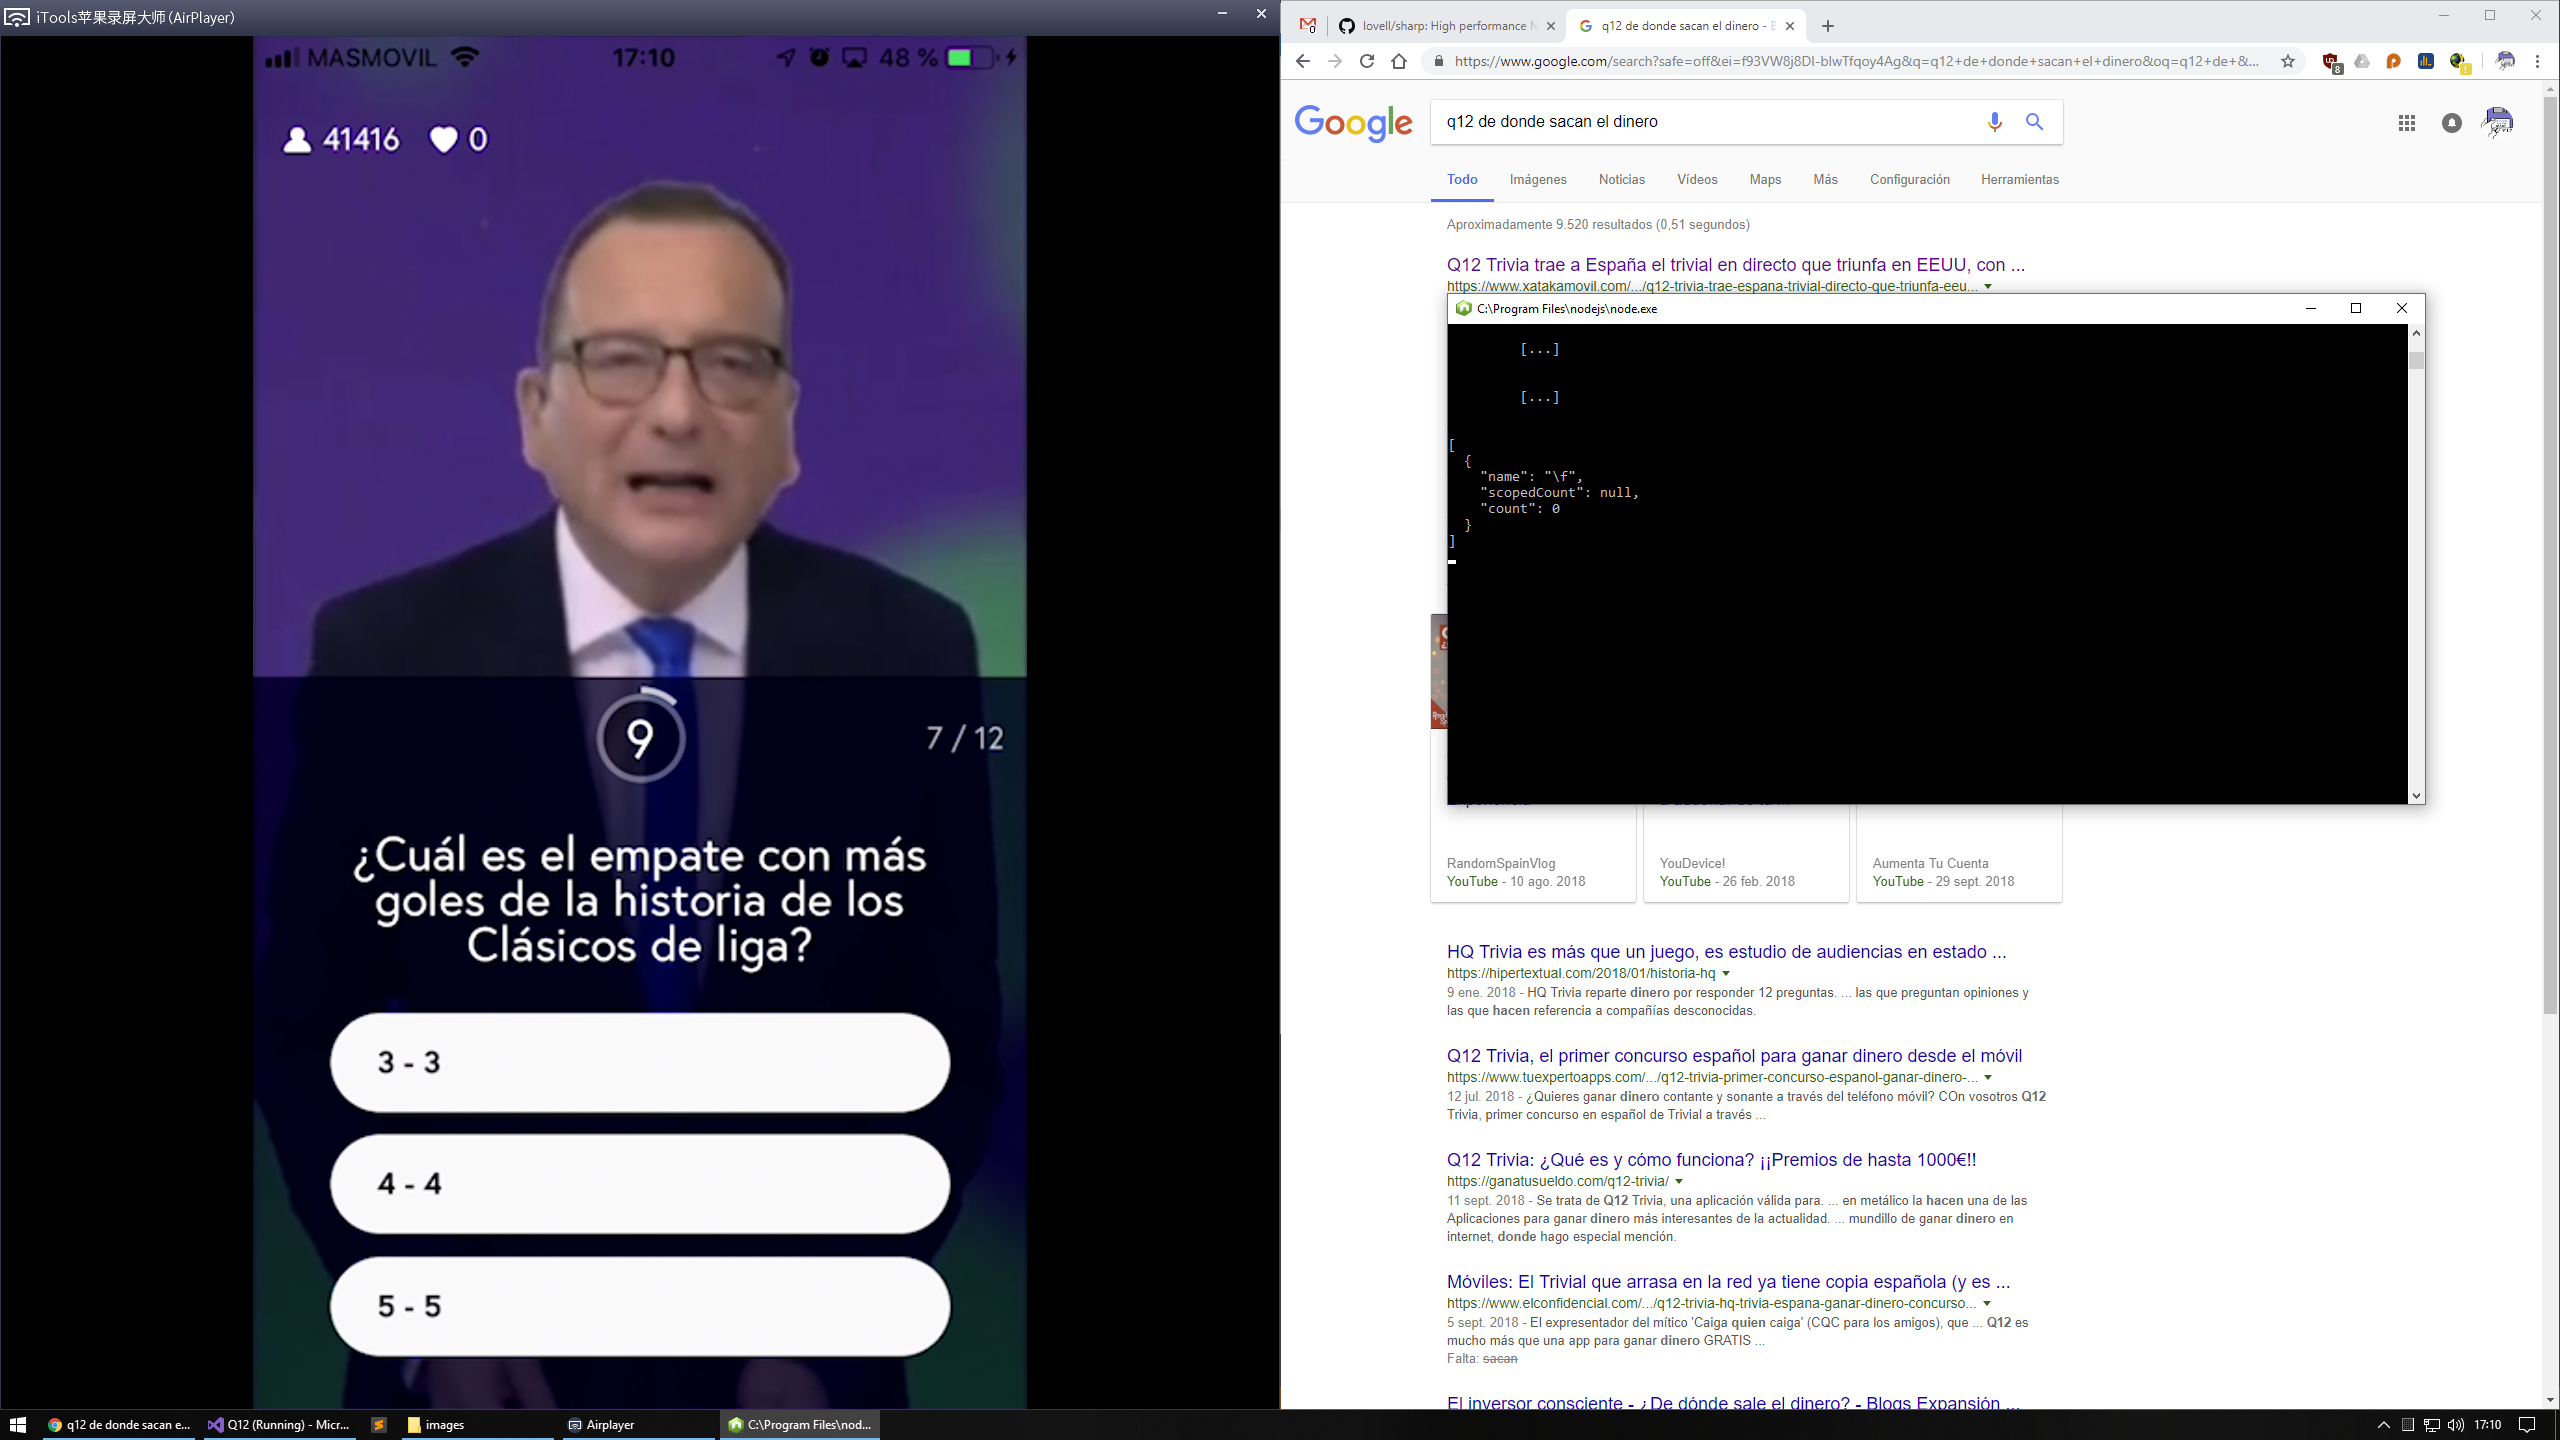 iTools苹果录屏大师(AirPlayer)
MASMOVIL
17:10
48 %
41416
0
9
7 / 12
¿Cuál es el empate con más
goles de la historia de los
Clásicos de liga?
3 - 3
4 - 4
5 - 5
lovell/sharp: High performance N
q12 de donde sacan el dinero - B
https://www.google.com/search?safe=off&ei=f93VW8j8DI-blwTfqoy4Ag&q=q12+de+donde+sacan+el+dinero&oq=q12+de+&...
8
Google
q12 de donde sacan el dinero
Todo
Imágenes
Noticias
Vídeos
Maps
Más
Configuración
Herramientas
Aproximadamente 9.520 resultados (0,51 segundos)
Q12 Trivia trae a España el trivial en directo que triunfa en EEUU, con ...
https://www.xatakamovil.com/.../q12-trivia-trae-espana-trivial-directo-que-triunfa-eeu...
C:\Program Files\nodejs\node.exe
[...]
[...]
[
{
"name": "\f",
"scopedCount": null,
"count": 0
}
]
RandomSpainVlog
YouTube - 10 ago. 2018
YouDevice!
YouTube - 26 feb. 2018
Aumenta Tu Cuenta
YouTube - 29 sept. 2018
HQ Trivia es más que un juego, es estudio de audiencias en estado ...
https://hipertextual.com/2018/01/historia-hq
9 ene. 2018 - HQ Trivia reparte dinero por responder 12 preguntas. ... las que preguntan opiniones y
las que hacen referencia a compañías desconocidas.
Q12 Trivia, el primer concurso español para ganar dinero desde el móvil
https://www.tuexpertoapps.com/.../q12-trivia-primer-concurso-espanol-ganar-dinero-...
12 jul. 2018 - ¿Quieres ganar dinero contante y sonante a través del teléfono móvil? COn vosotros Q12
Trivia, primer concurso en español de Trivial a través ...
Q12 Trivia: ¿Qué es y cómo funciona? ¡¡Premios de hasta 1000€!!
https://ganatusueldo.com/q12-trivia/
11 sept. 2018 - Se trata de Q12 Trivia, una aplicación válida para. ... en metálico la hacen una de las
Aplicaciones para ganar dinero más interesantes de la actualidad. ... mundillo de ganar dinero en
internet, donde hago especial mención.
Móviles: El Trivial que arrasa en la red ya tiene copia española (y es ...
https://www.elconfidencial.com/.../q12-trivia-hq-trivia-espana-ganar-dinero-concurso...
5 sept. 2018 - El expresentador del mítico 'Caiga quien caiga' (CQC para los amigos), que ... Q12 es
mucho más que una app para ganar dinero GRATIS ...
Falta: sacan
El inversor consciente - ¿De dónde sale el dinero? - Blogs Expansión ...
q12 de donde sacan e...
Q12 (Running) - Micr...
images
Airplayer
C:\Program Files\nod...
17:10